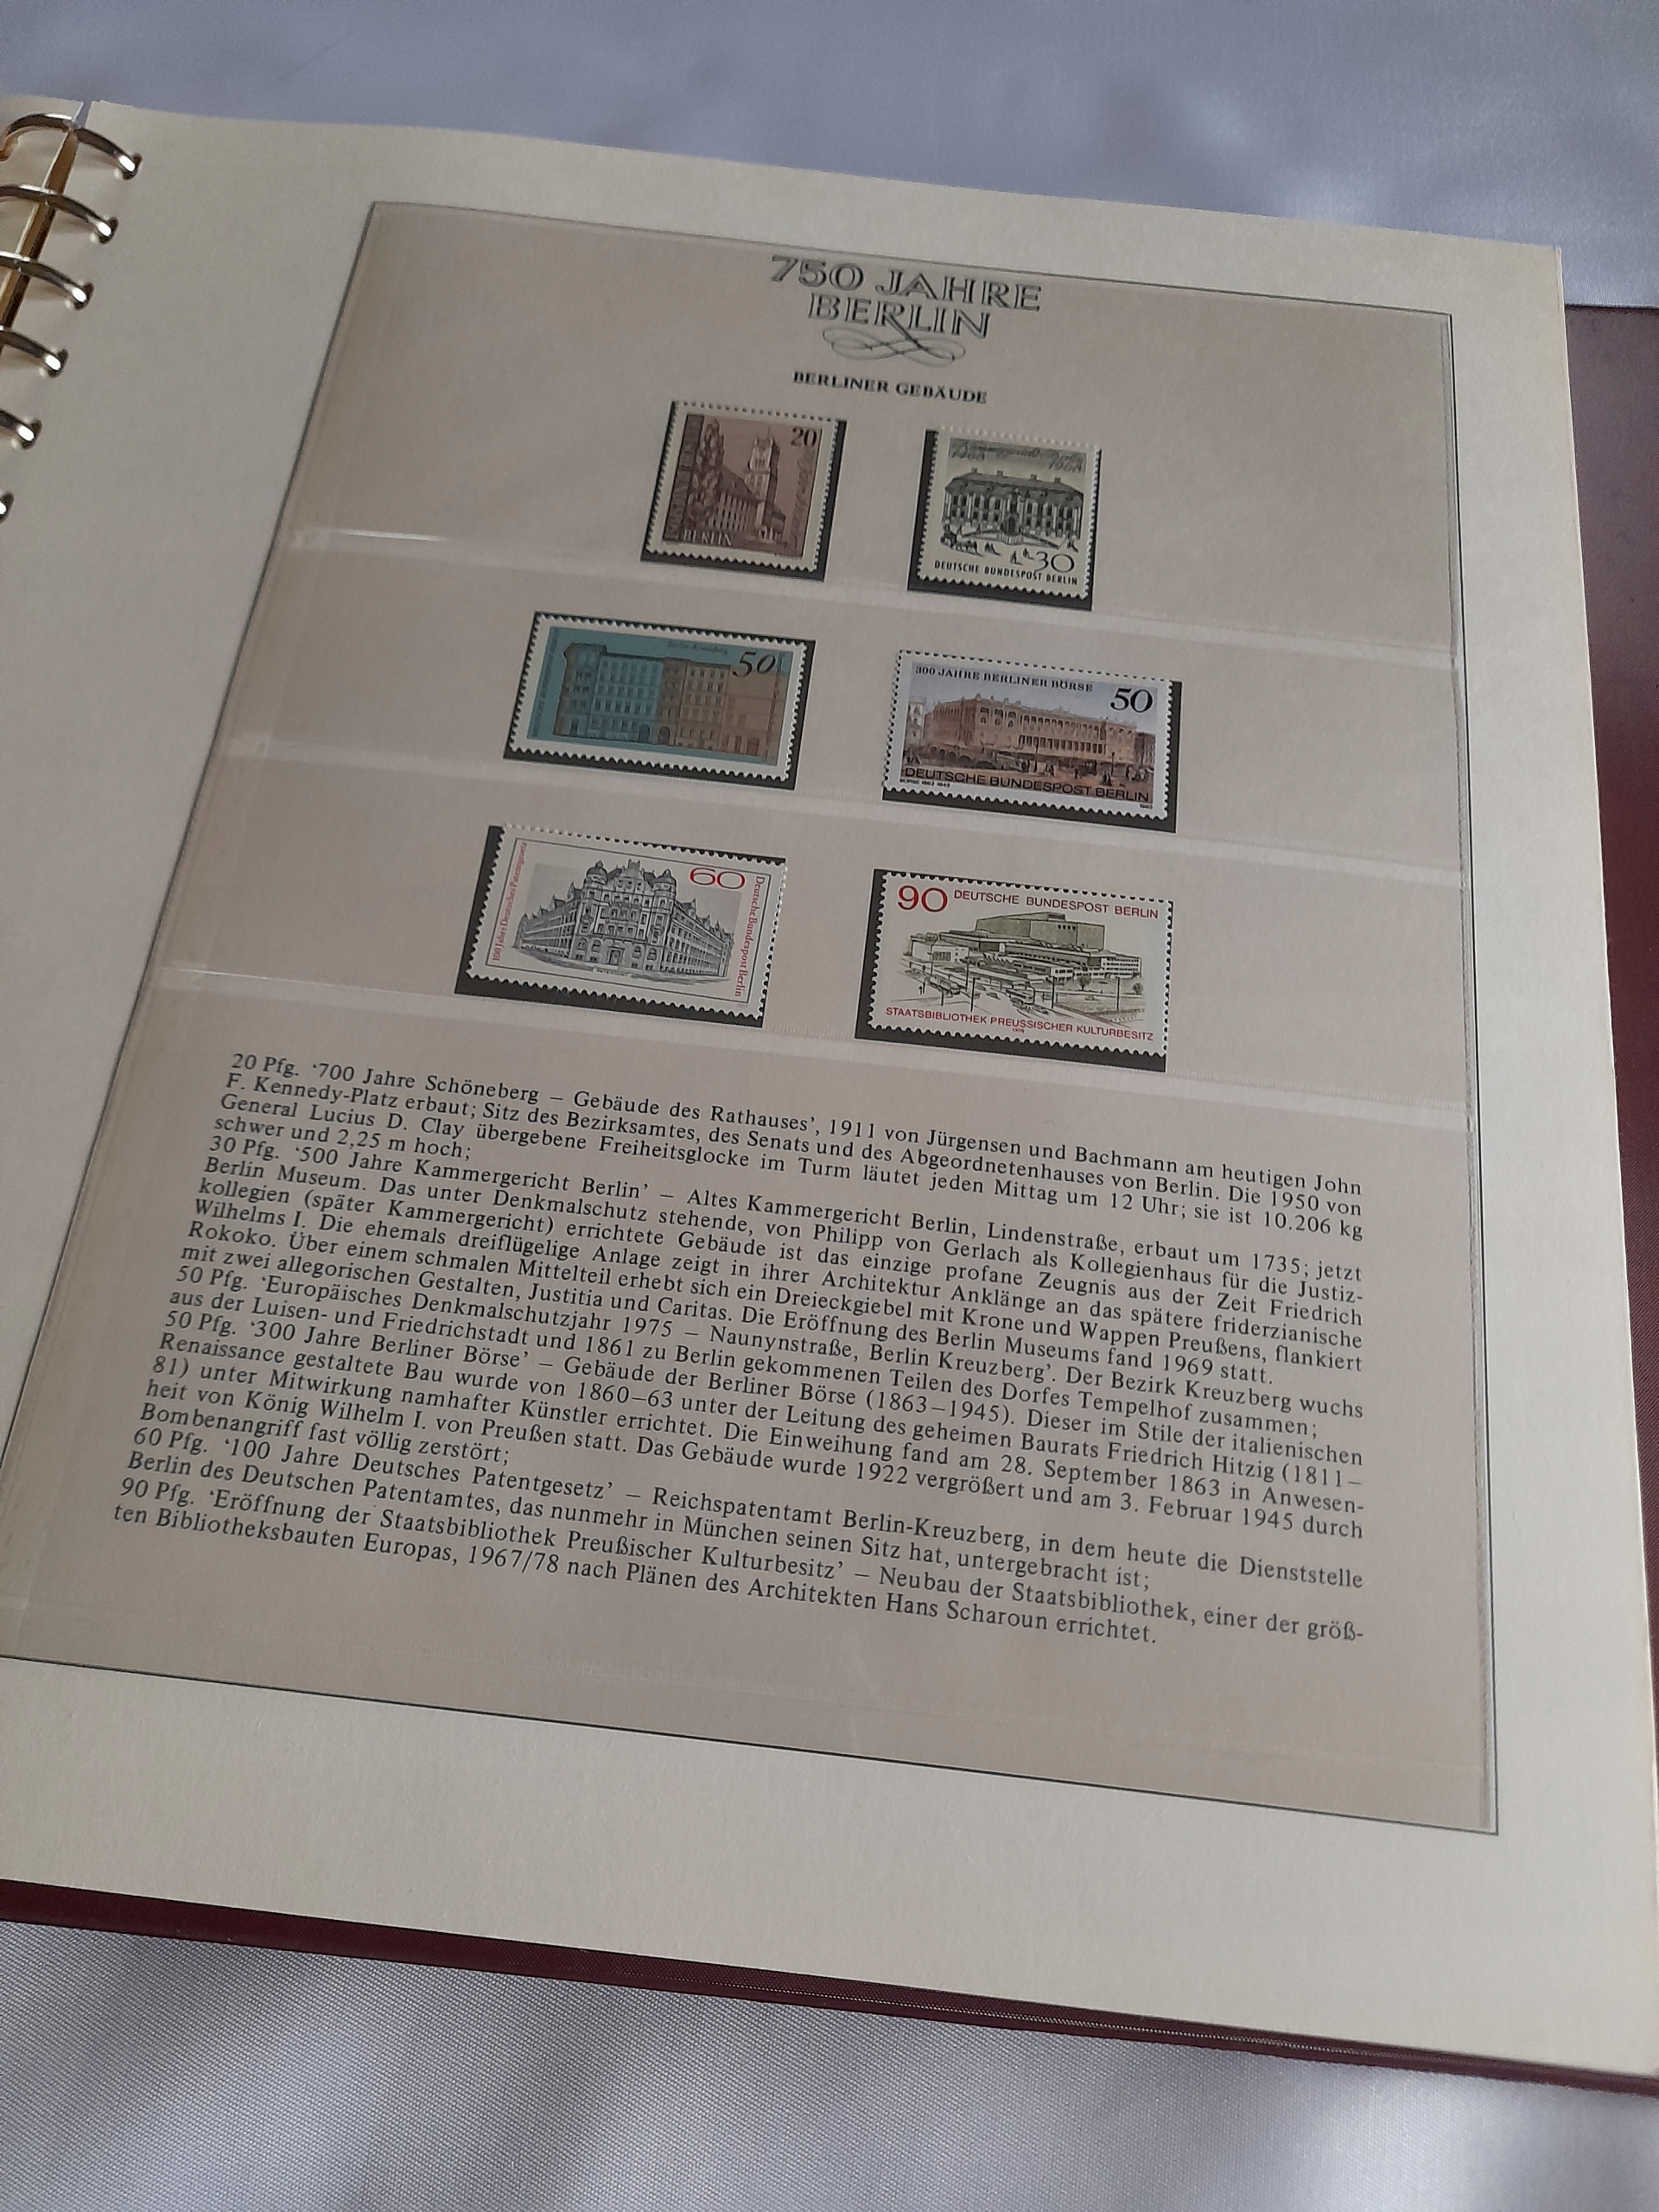 750 JAHRE
BERLIN
BERLINER GEBÄUDE
20
BERLIN
1468 1968
30
DEUTSCHE BUNDESPOST BERLIN
50
300 JAHRE BERLINER BÖRSE
50
DEUTSCHE BUNDESPOST BERLIN
100 Jahre Deutsches Patentgesetz
60
Deutsche Bundespost Berlin
90 DEUTSCHE BUNDESPOST BERLIN
STAATSBIBLIOTHEK PREUSSISCHER KULTURBESITZ
1978
20 Pfg. ‘700 Jahre Schöneberg – Gebäude des Rathauses’, 1911 von Jürgensen und Bachmann am heutigen John
F. Kennedy-Platz erbaut; Sitz des Bezirksamtes, des Senats und des Abgeordnetenhauses von Berlin. Die 1950 von
General Lucius D. Clay übergebene Freiheitsglocke im Turm läutet jeden Mittag um 12 Uhr; sie ist 10.206 kg
schwer und 2,25 m hoch;
30 Pfg. ‘500 Jahre Kammergericht Berlin’ – Altes Kammergericht Berlin, Lindenstraße, erbaut um 1735; jetzt
Berlin Museum. Das unter Denkmalschutz stehende, von Philipp von Gerlach als Kollegienhaus für die Justiz-
kollegien (später Kammergericht) errichtete Gebäude ist das einzige profane Zeugnis aus der Zeit Friedrich
Wilhelms I. Die ehemals dreiflügelige Anlage zeigt in ihrer Architektur Anklänge an das spätere friderzianische
Rokoko. Über einem schmalen Mittelteil erhebt sich ein Dreieckgiebel mit Krone und Wappen Preußens, flankiert
mit zwei allegorischen Gestalten, Justitia und Caritas. Die Eröffnung des Berlin Museums fand 1969 statt.
50 Pfg. ‘Europäisches Denkmalschutzjahr 1975 – Naunynstraße, Berlin Kreuzberg’. Der Bezirk Kreuzberg wuchs
aus der Luisen- und Friedrichstadt und 1861 zu Berlin gekommenen Teilen des Dorfes Tempelhof zusammen;
50 Pfg. ‘300 Jahre Berliner Börse’ – Gebäude der Berliner Börse (1863–1945). Dieser im Stile der italienischen
Renaissance gestaltete Bau wurde von 1860–63 unter der Leitung des geheimen Baurats Friedrich Hitzig (1811–
81) unter Mitwirkung namhafter Künstler errichtet. Die Einweihung fand am 28. September 1863 in Anwesen-
heit von König Wilhelm I. von Preußen statt. Das Gebäude wurde 1922 vergrößert und am 3. Februar 1945 durch
Bombenangriff fast völlig zerstört;
60 Pfg. ‘100 Jahre Deutsches Patentgesetz’ – Reichspatentamt Berlin-Kreuzberg, in dem heute die Dienststelle
Berlin des Deutschen Patentamtes, das nunmehr in München seinen Sitz hat, untergebracht ist;
90 Pfg. ‘Eröffnung der Staatsbibliothek Preußischer Kulturbesitz’ – Neubau der Staatsbibliothek, einer der größ-
ten Bibliotheksbauten Europas, 1967/78 nach Plänen des Architekten Hans Scharoun errichtet.